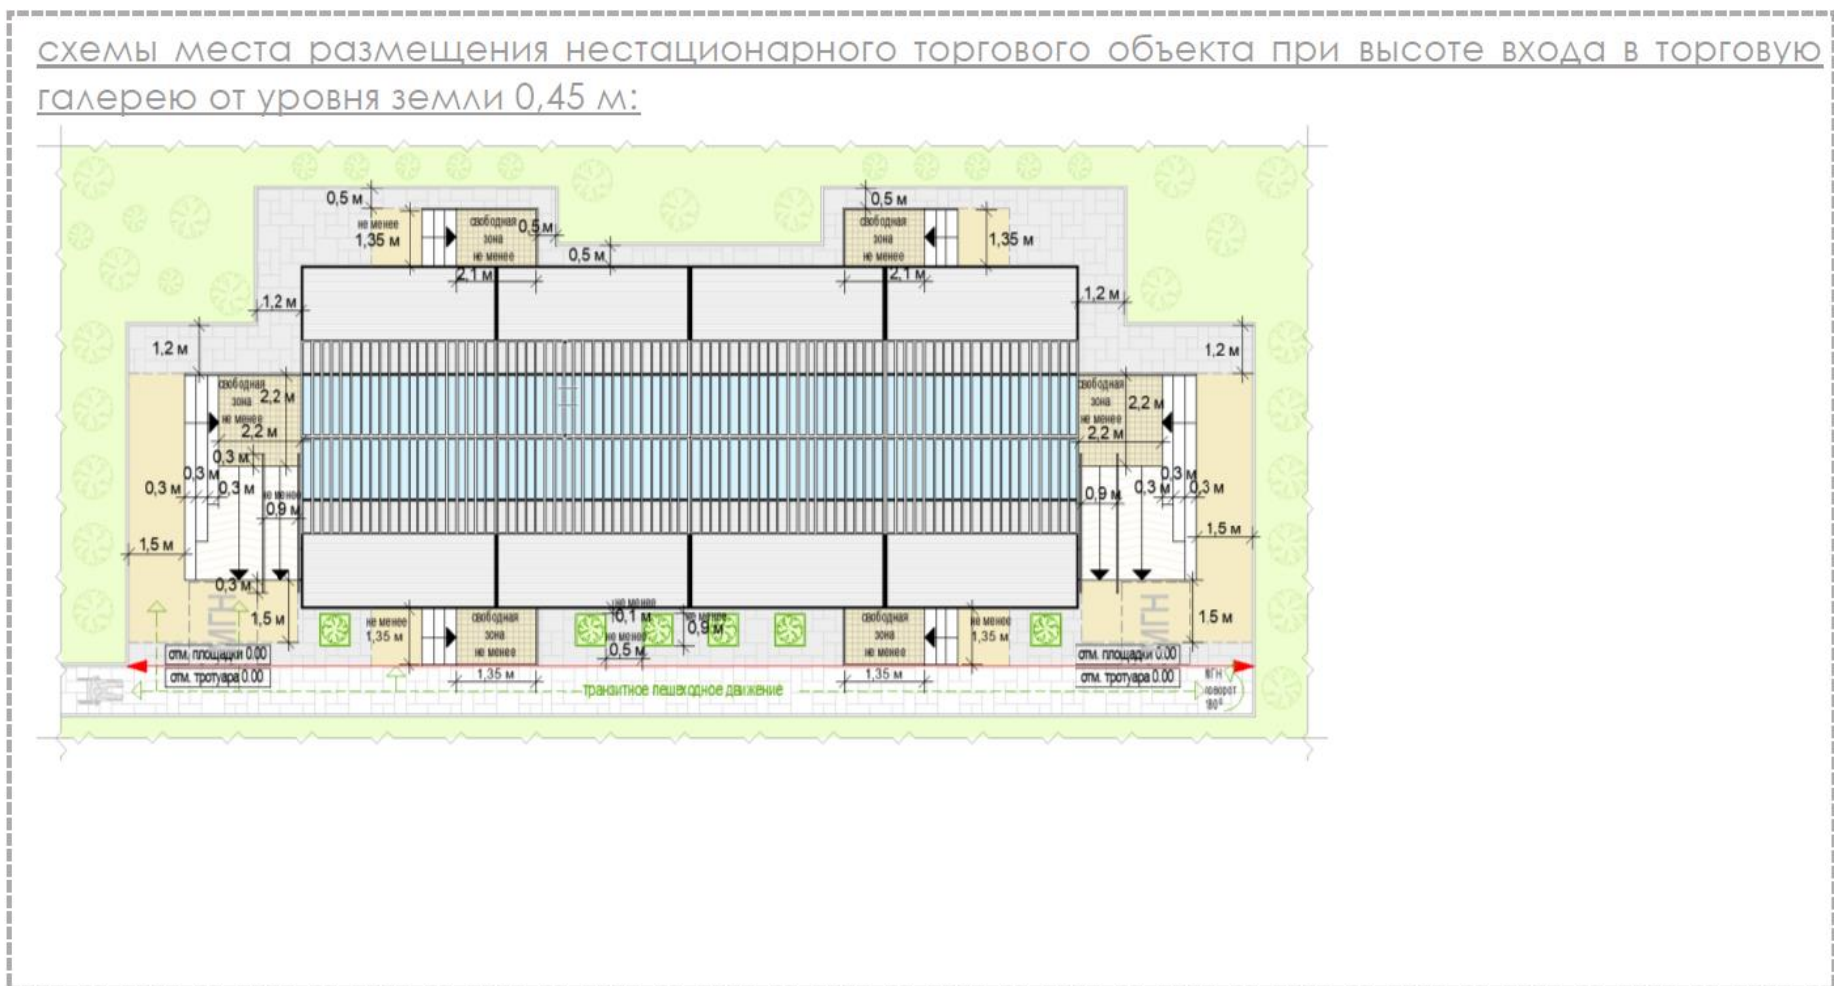 схемы места размещения нестационарного торгового объекта при высоте входа в торговую
галерею от уровня земли 0,45 м:
0,5 м
0,5 м
не менее
1,35 м
свободная
зона
не менее
0,5 м
2,1 м
0,5 м
свободная
зона
не менее
2,1 м
1,35 м
1,2 м
1,2 м
1,2 м
1,2 м
свободная
зона
не менее
2,2 м
2,2 м
0,3 м
0,3 м
0,3 м
0,3 м
не менее
0,9 м
1,5 м
0,3 м
1,5 м
МГН
свободная
зона
не менее
2,2 м
2,2 м
0,9 м
0,3 м
0,3 м
0,3 м
1,5 м
1.5 м
МГН
не менее
1,35 м
свободная
зона
не менее
1,35 м
не менее
0,1 м
не менее
0,5 м
не менее
0,9 м
свободная
зона
не менее
1,35 м
не менее
1,35 м
отм. площадки 0.00
отм. тротуара 0.00
отм. площадки 0.00
отм. тротуара 0.00
транзитное пешеходное движение
МГН
поворот
180°